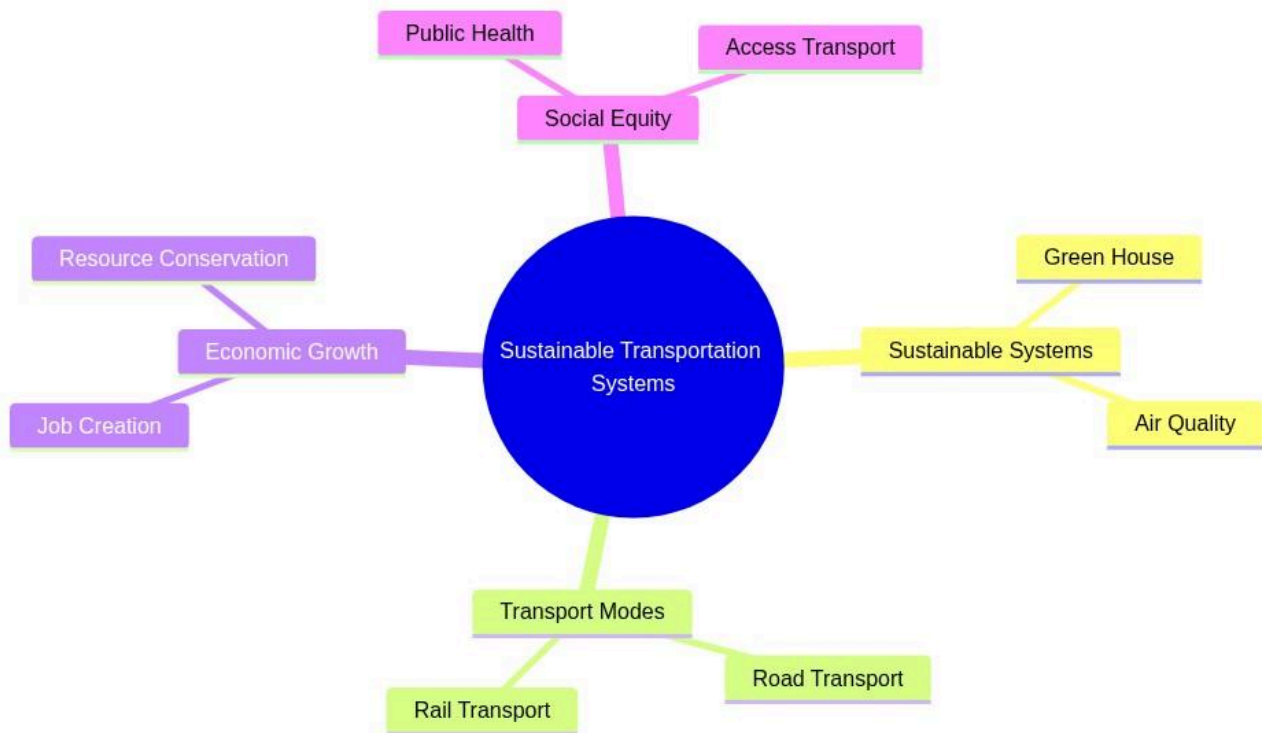 Public Health
Access Transport
Social Equity
Resource Conservation
Green House
Economic Growth
Sustainable Transportation
Systems
Sustainable Systems
Job Creation
Air Quality
Transport Modes
Road Transport
Rail Transport